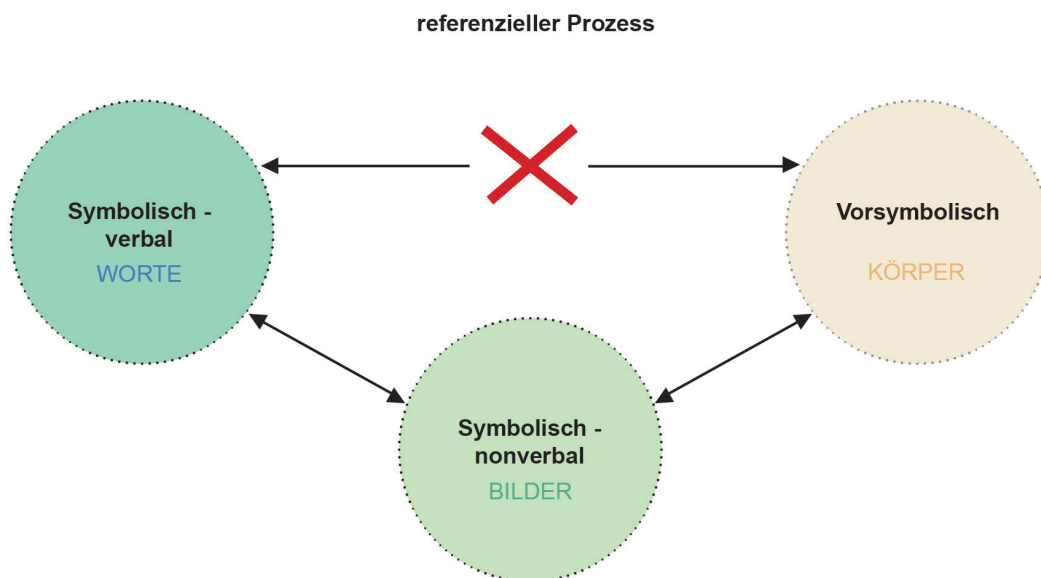 referenzieller Prozess
Symbolisch -
verbal
WORTE
Vorsymbolisch
KÖRPER
Symbolisch -
nonverbal
BILDER